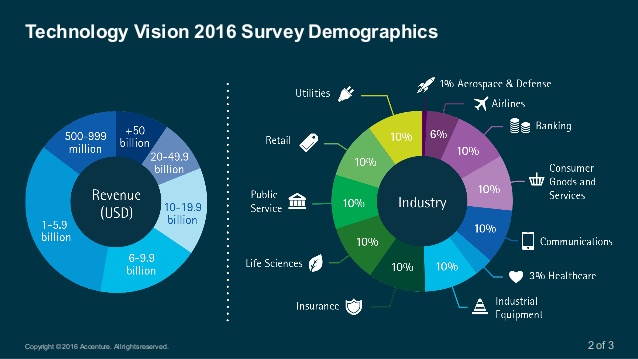 Technology Vision 2016 Survey Demographics
+50
billion
20-49.9
billion
10-19.9
billion
6-9.9
billion
1-5.9
billion
500-999
million
Revenue
(USD)
1% Aerospace & Defense
Airlines
6%
Banking
10%
Consumer
Goods and
Services
10%
Communications
10%
3% Healthcare
Industrial
Equipment
10%
Insurance
10%
Life Sciences
10%
Public
Service
10%
Retail
10%
Utilities
10%
Industry
Copyright © 2016 Accenture. All rights reserved.
2 of 3